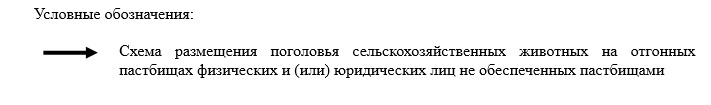 Условные обозначения:
Схема размещения поголовья сельскохозяйственных животных на отгонных
пастбищах физических и (или) юридических лиц не обеспеченных пастбищами